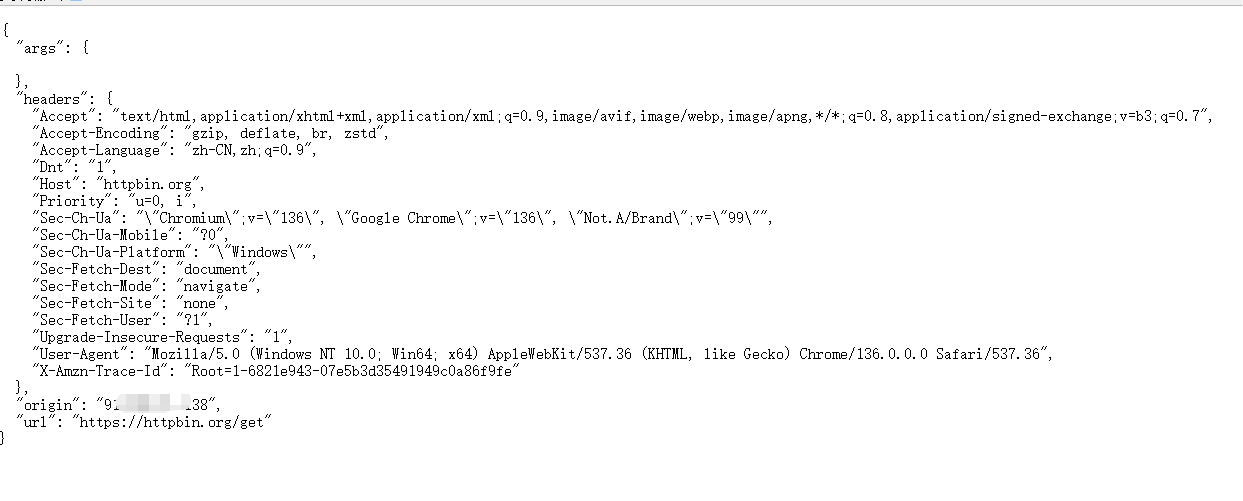 {
"args": {
},
"headers": {
"Accept": "text/html,application/xhtml+xml,application/xml;q=0.9,image/avif,image/webp,image/apng,*/*;q=0.8,application/signed-exchange;v=b3;q=0.7",
"Accept-Encoding": "gzip, deflate, br, zstd",
"Accept-Language": "zh-CN,zh;q=0.9",
"Dnt": "1",
"Host": "httpbin.org",
"Priority": "u=0, i",
"Sec-Ch-Ua": "\"Chromium\";v=\"136\", \"Google Chrome\";v=\"136\", \"Not.A/Brand\";v=\"99\"",
"Sec-Ch-Ua-Mobile": "?0",
"Sec-Ch-Ua-Platform": "\"Windows\"",
"Sec-Fetch-Dest": "document",
"Sec-Fetch-Mode": "navigate",
"Sec-Fetch-Site": "none",
"Sec-Fetch-User": "?1",
"Upgrade-Insecure-Requests": "1",
"User-Agent": "Mozilla/5.0 (Windows NT 10.0; Win64; x64) AppleWebKit/537.36 (KHTML, like Gecko) Chrome/136.0.0.0 Safari/537.36",
"X-Amzn-Trace-Id": "Root=1-6821e943-07e5b3d35491949c0a86f9fe"
},
"origin":
"url": "https://httpbin.org/get"
}